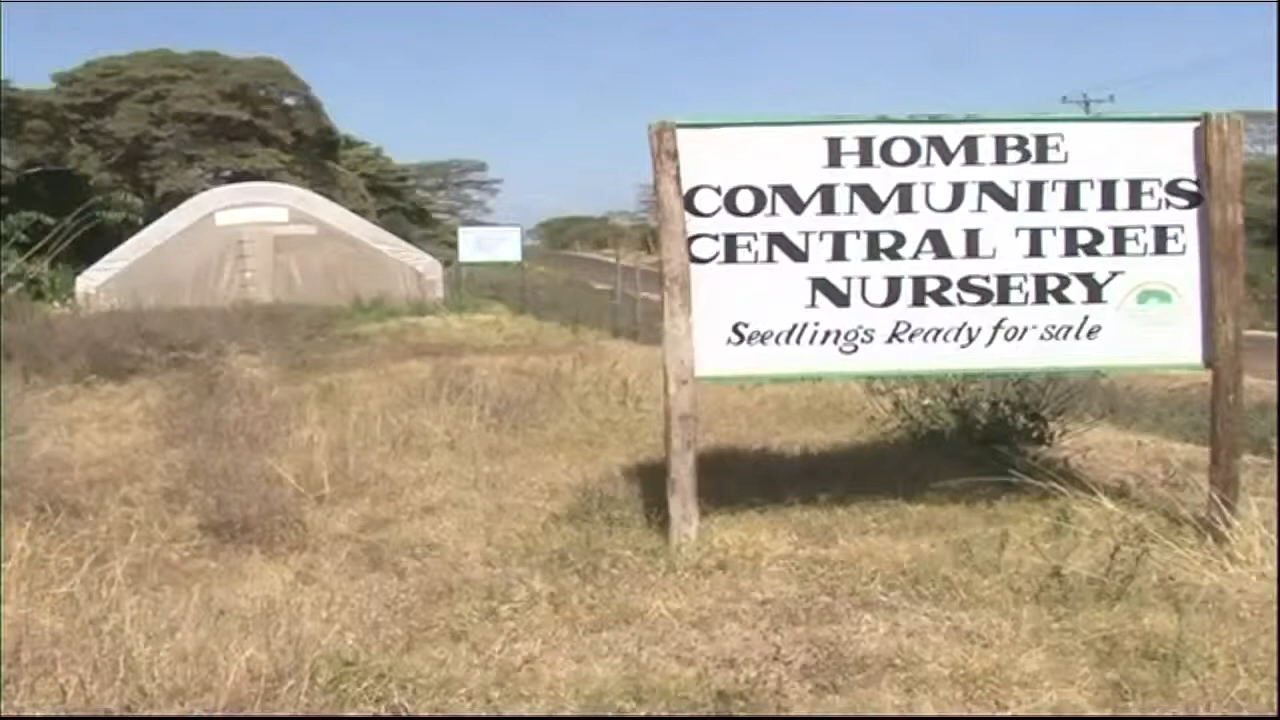 HOMBE
COMMUNITIES
CENTRAL TREE
NURSERY
Seedlings Ready for sale